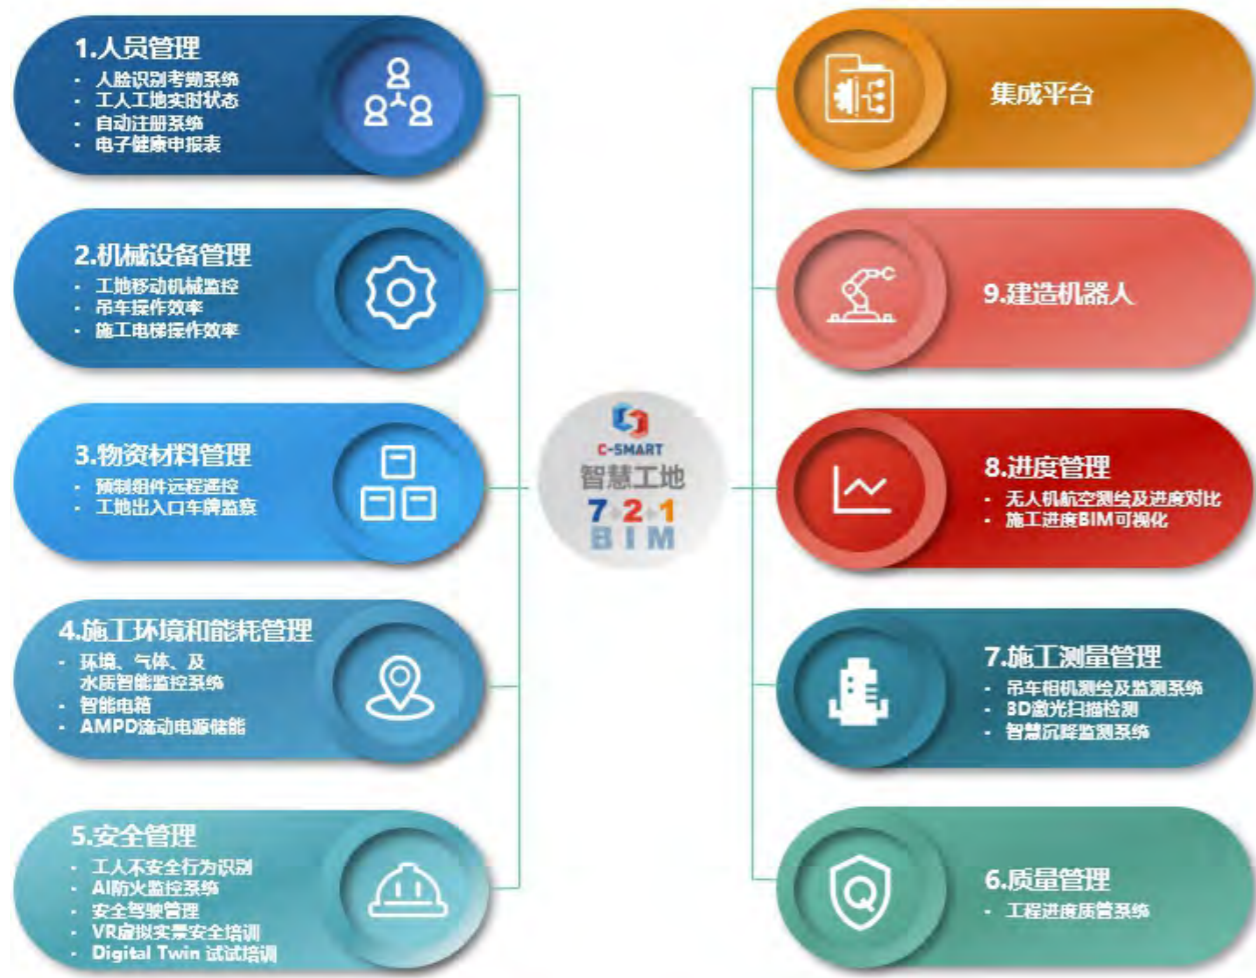 1.人员管理
· 人脸识别考勤系统
· 工人工地实时状态
· 自动注册系统
· 电子健康申报表
2.机械设备管理
· 工地移动机械监控
· 吊车操作效率
· 施工电梯操作效率
3.物资材料管理
· 预制组件远程遥控
· 工地出入口车牌监察
4.施工环境和能耗管理
· 环境、气体、及
水质智能监控系统
· 智能电箱
· AMPD流动电源储能
5.安全管理
· 工人不安全行为识别
· AI防火监控系统
· 安全驾驶管理
· VR虚拟实景安全培训
· Digital Twin 试试培训
C-SMART
智慧工地
7+2+1
BIM
集成平台
9.建造机器人
8.进度管理
· 无人机航空测绘及进度对比
· 施工进度BIM可视化
7.施工测量管理
· 吊车相机测绘及监测系统
· 3D激光扫描检测
· 智慧沉降监测系统
6.质量管理
· 工程进度质管系统